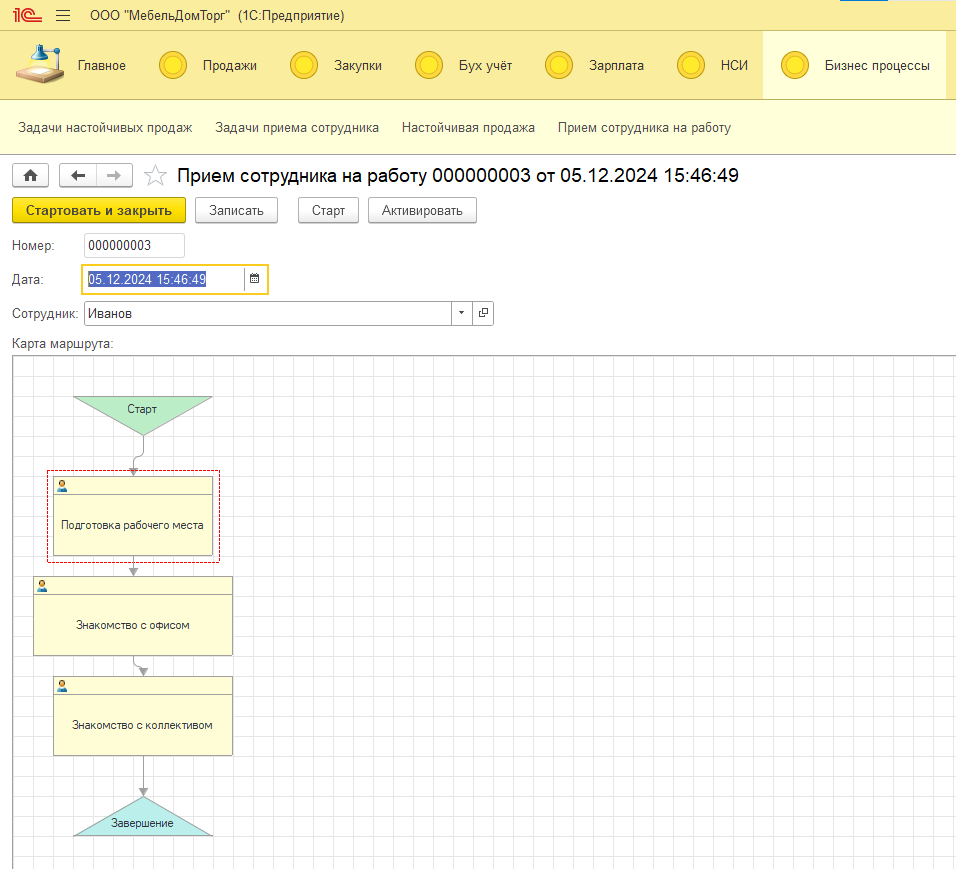 1С ООО "МебельДомТорг" (1С:Предприятие)
Главное Продажи Закупки Бух учёт Зарплата НСИ Бизнес процессы
Задачи настойчивых продаж Задачи приема сотрудника Настойчивая продажа Прием сотрудника на работу
Прием сотрудника на работу 000000003 от 05.12.2024 15:46:49
Стартовать и закрыть Записать Старт Активировать
Номер: 000000003
Дата: 05.12.2024 15:46:49
Сотрудник: Иванов
Карта маршрута:
Старт
Подготовка рабочего места
Знакомство с офисом
Знакомство с коллективом
Завершение